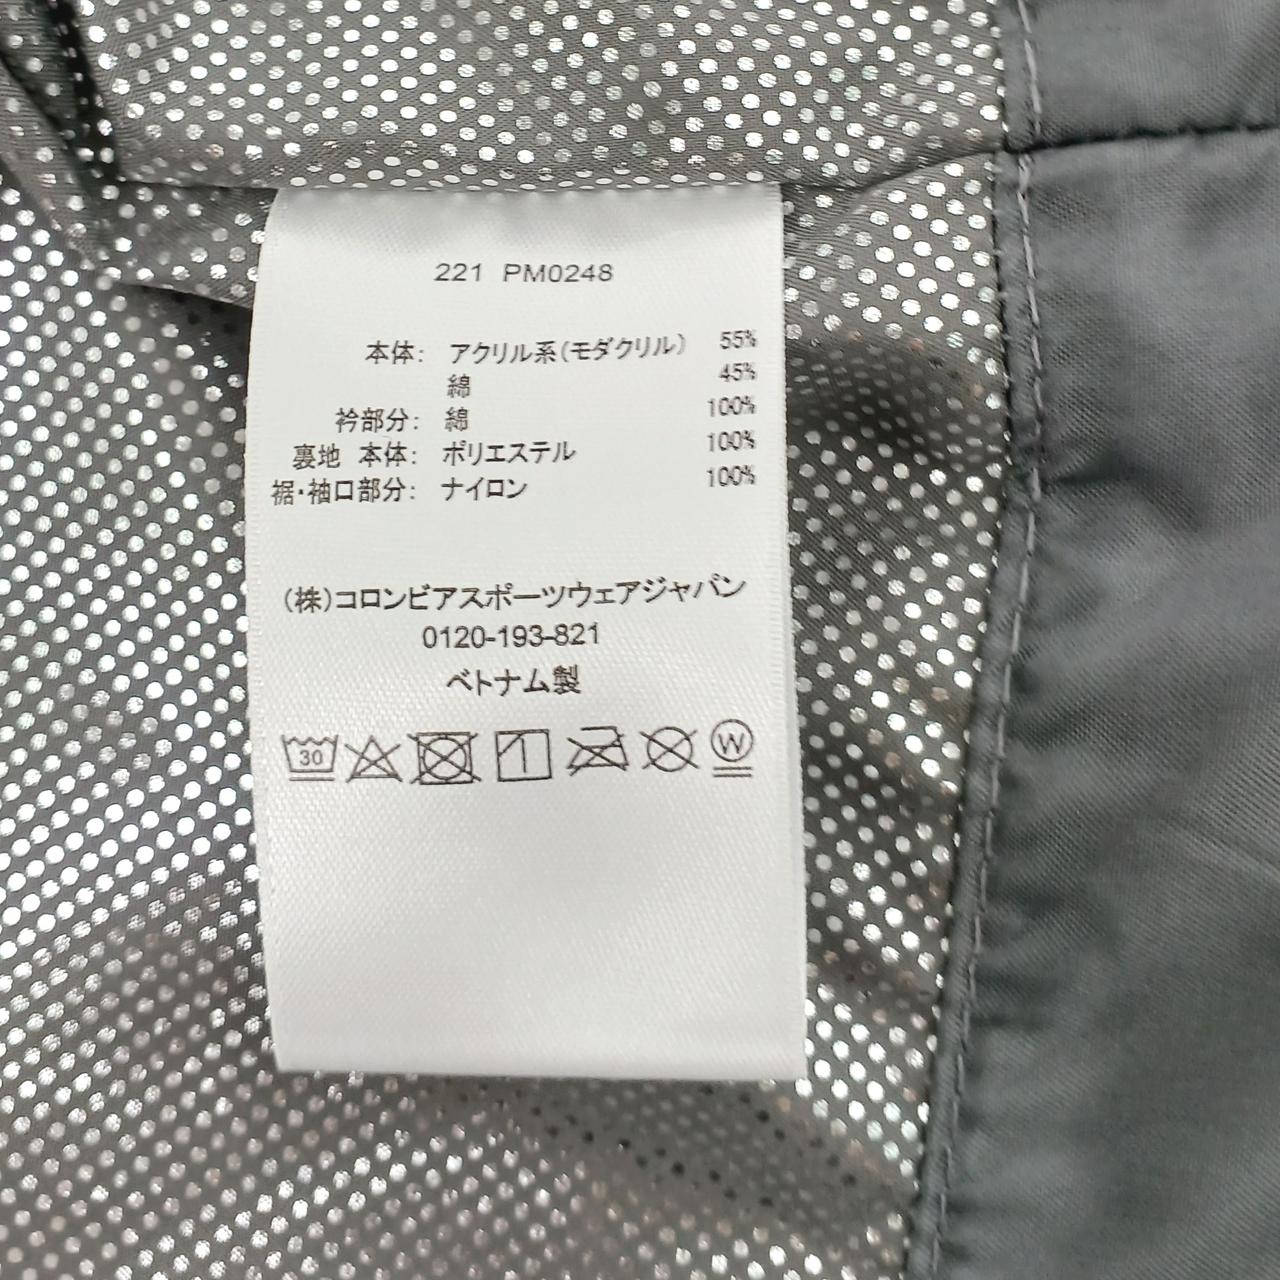 221 PM0248
本体: アクリル系(モダクリル) 55%
綿 45%
衿部分: 綿 100%
裏地 本体: ポリエステル 100%
裾・袖口部分: ナイロン 100%
(株)コロンビアスポーツウェアジャパン
0120-193-821
ベトナム製
30 W